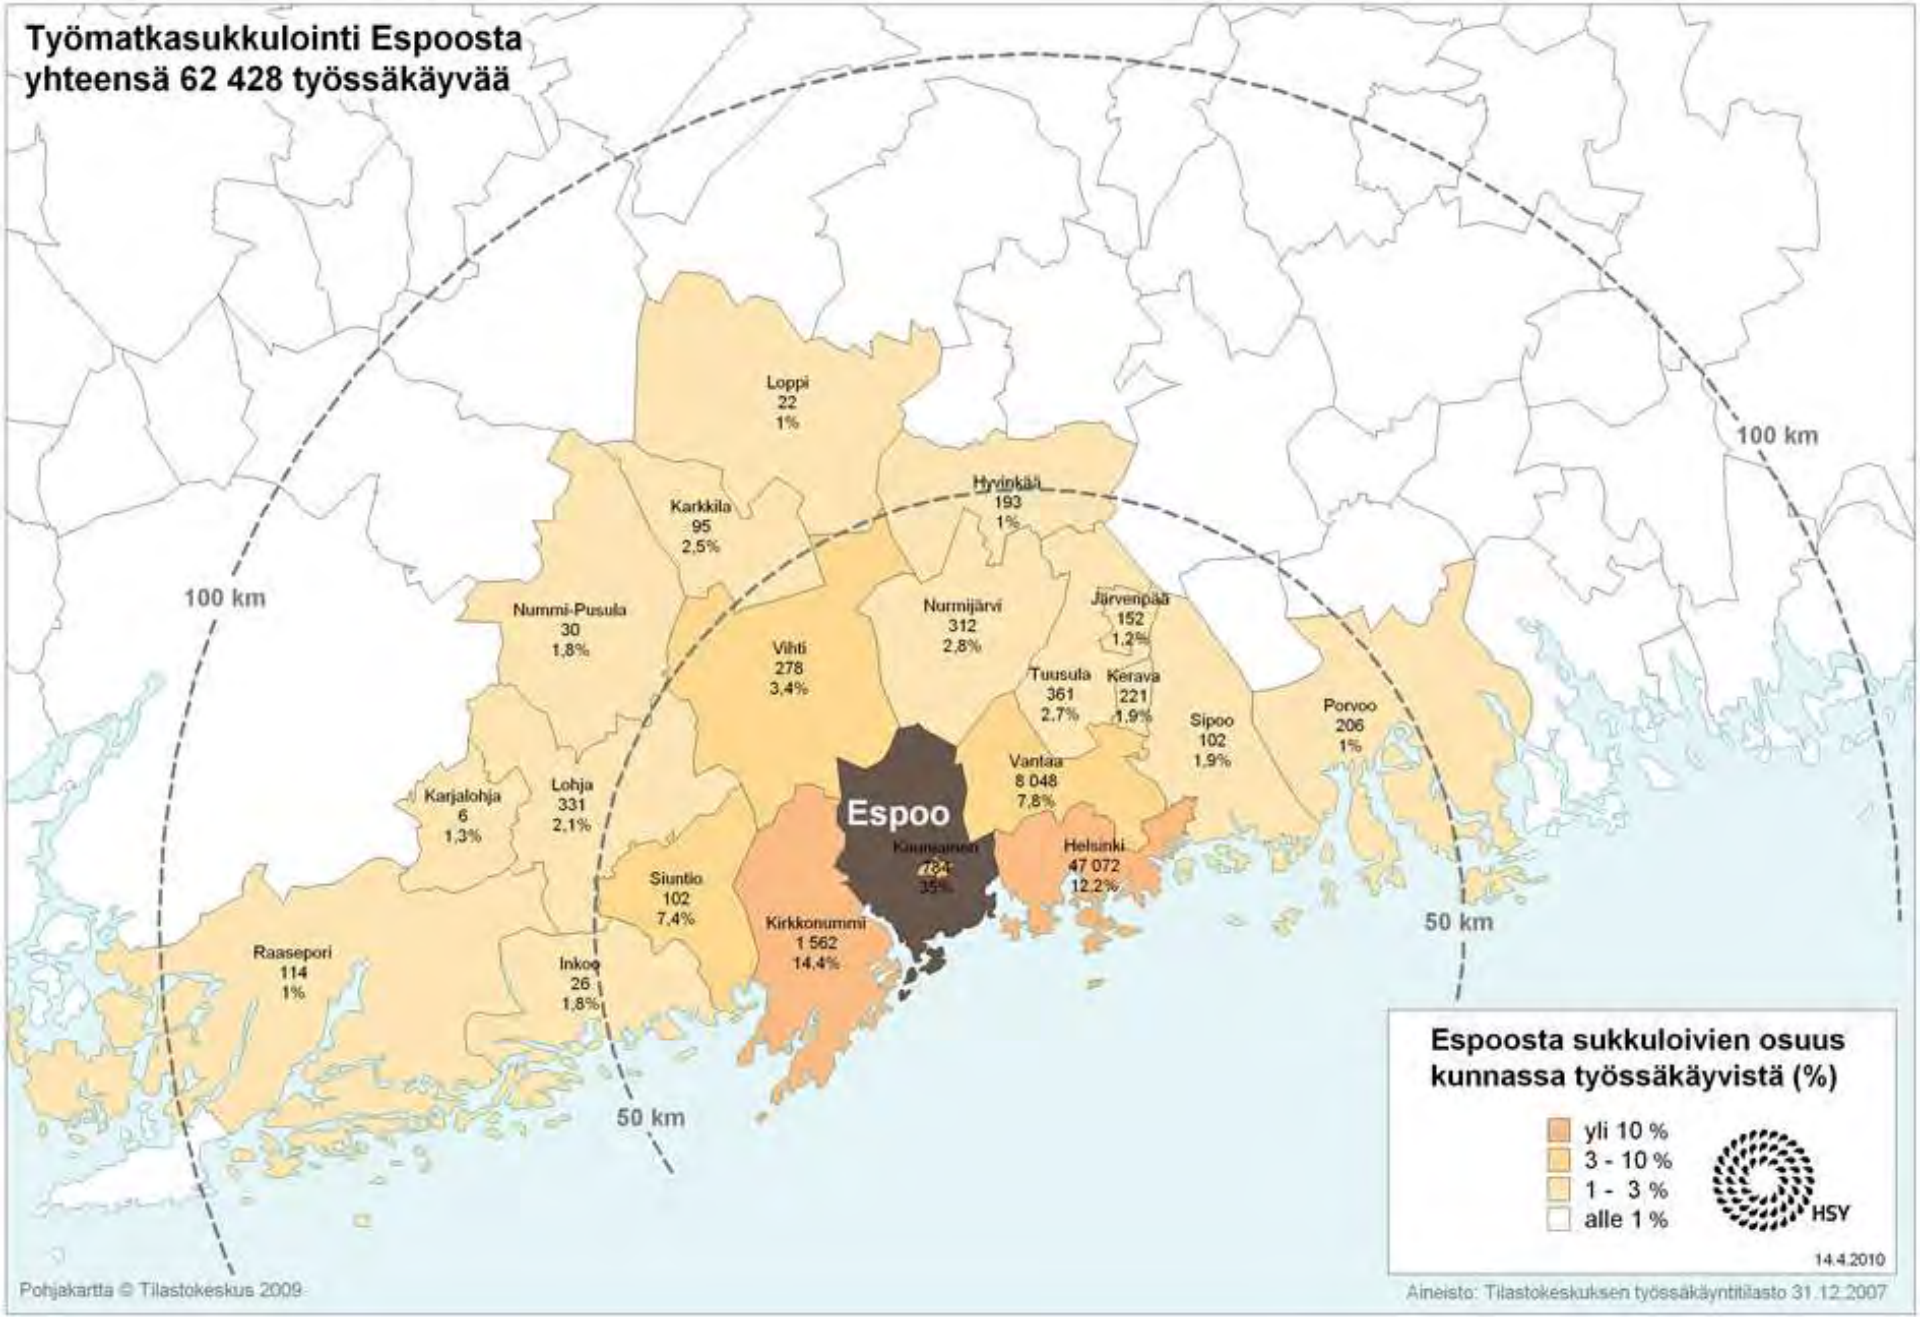 Työmatkasukkulointi Espoosta
yhteensä 62 428 työssäkäyvää
Loppi
22
1%
Karkkila
95
2,5%
Hyvinkää
193
1%
100 km
100 km
Nummi-Pusula
30
1,8%
Vihti
278
3,4%
Nurmijärvi
312
2,8%
Järvenpää
152
1,2%
Tuusula
361
2,7%
Kerava
221
1,9%
Sipoo
102
1,9%
Porvoo
206
1%
Karjalohja
6
1,3%
Lohja
331
2,1%
Vantaa
8 048
7,8%
Espoo
Kauniainen
784
35%
Helsinki
47 072
12,2%
Siuntio
102
7,4%
Kirkkonummi
1 562
14,4%
50 km
Raasepori
114
1%
Inkoo
26
1,8%
50 km
Espoosta sukkuloivien osuus
kunnassa työssäkäyvistä (%)
yli 10 %
3 - 10 %
1 - 3 %
alle 1 %
HSY
14.4.2010
Pohjakartta © Tilastokeskus 2009
Aineisto: Tilastokeskuksen työssäkäyntitilasto 31.12.2007